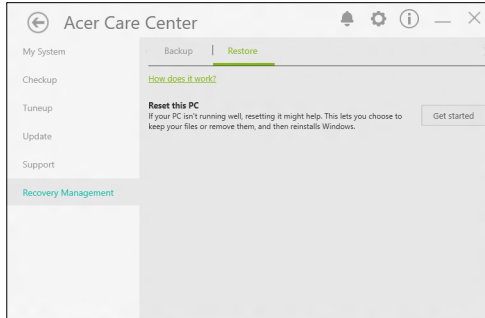 Acer Care Center
My System
Checkup
Tuneup
Update
Support
Recovery Management
Backup | Restore
How does it work?
Reset this PC
If your PC isn't running well, resetting it might help. This lets you choose to
keep your files or remove them, and then reinstalls Windows.
Get started